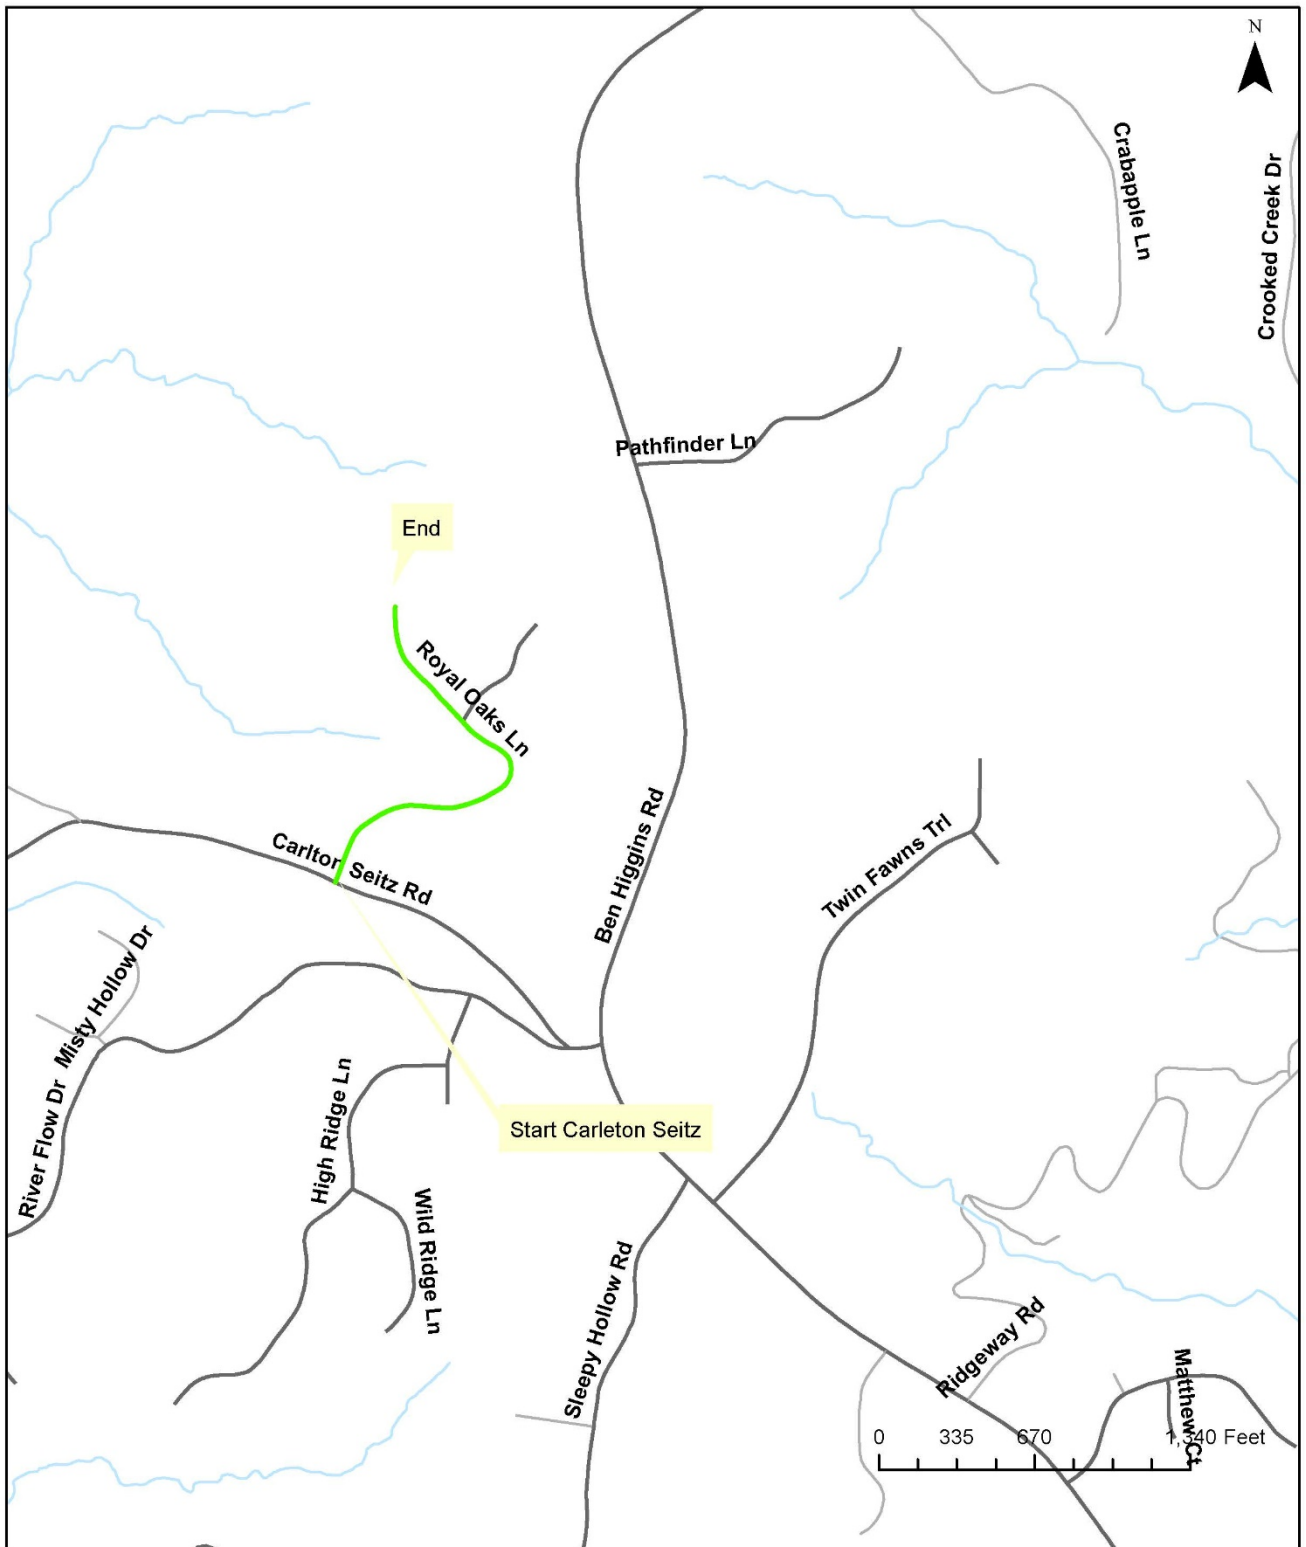 N
Crabapple Ln
Crooked Creek Dr
Pathfinder Ln
End
Royal Oaks Ln
Carlton Seitz Rd
Ben Higgins Rd
Twin Fawns Trl
Misty Hollow Dr
River Flow Dr
High Ridge Ln
Start Carleton Seitz
Wild Ridge Ln
Sleepy Hollow Rd
Ridgeway Rd
Matthew Ct
0 335 670 1,340 Feet